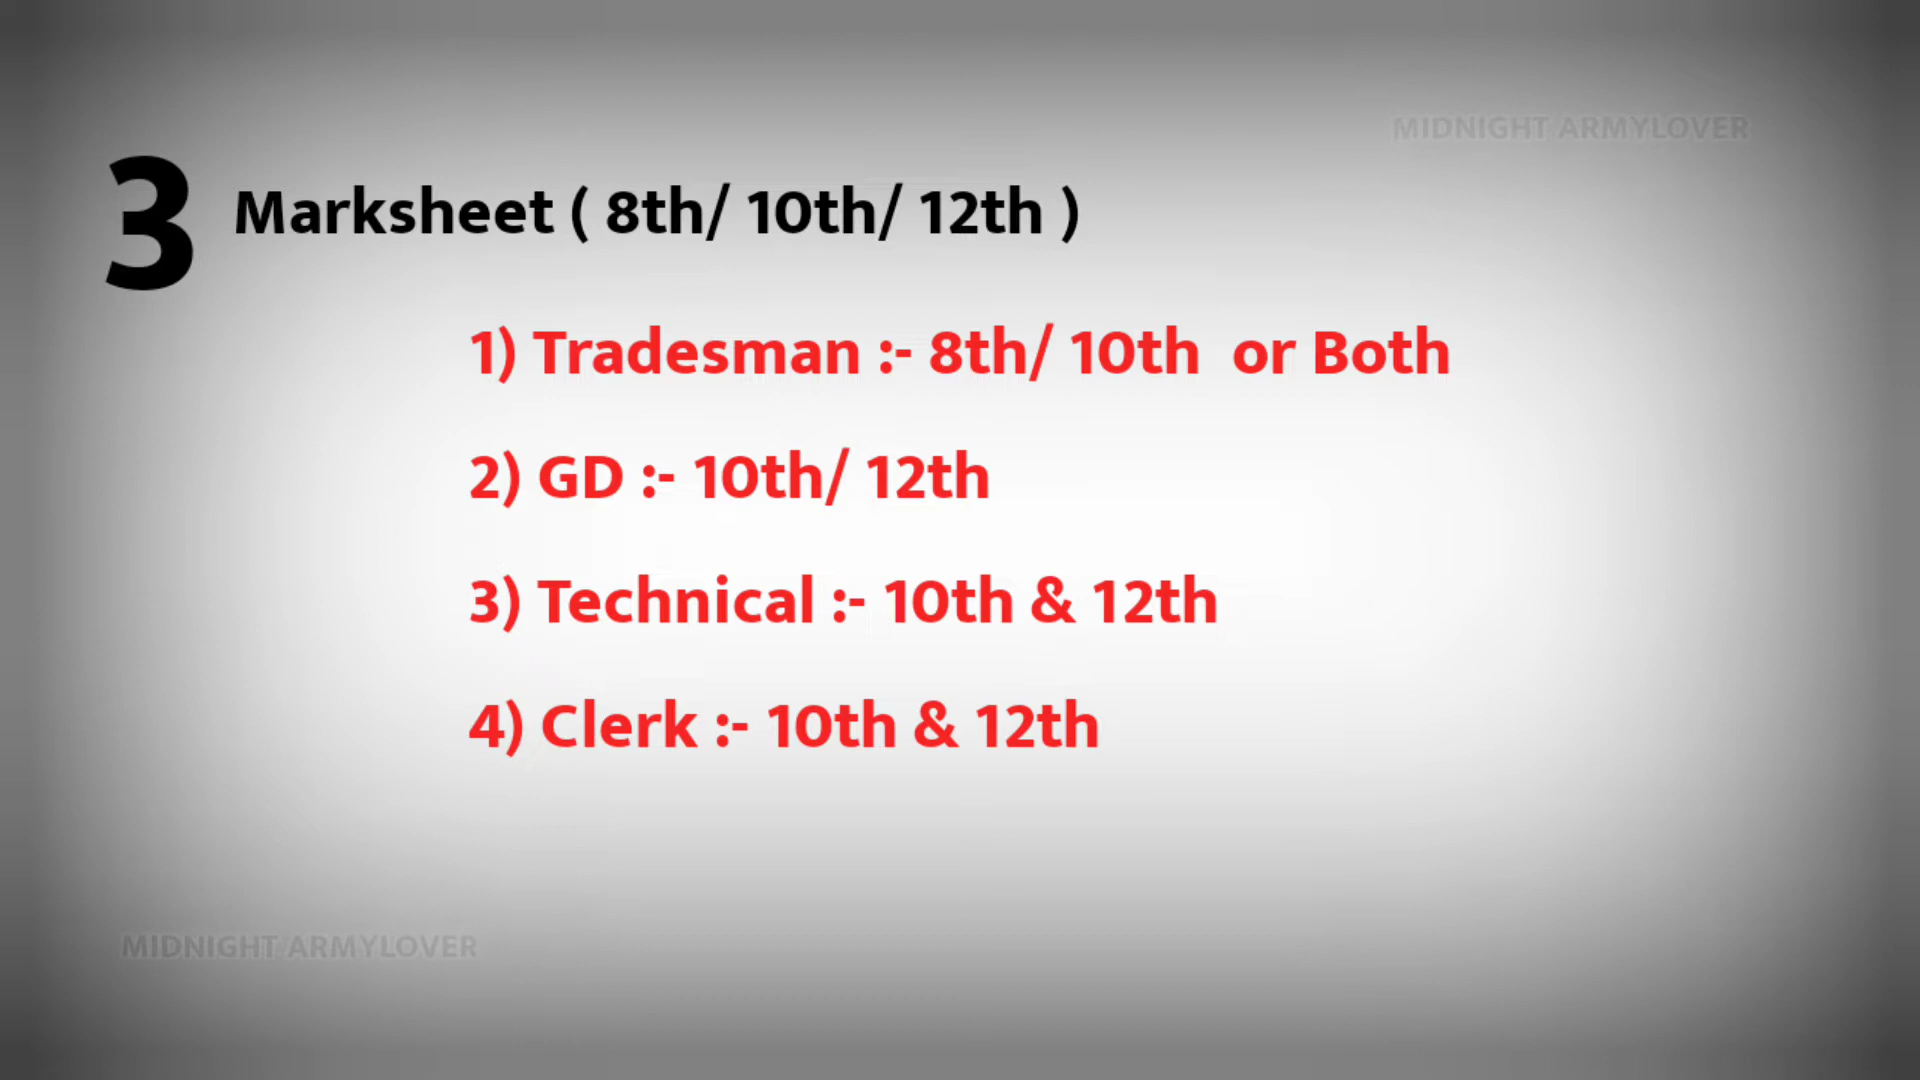 MIDNIGHT ARMYLOVER
3 Marksheet ( 8th/ 10th/ 12th )
1) Tradesman :- 8th/ 10th or Both
2) GD :- 10th/ 12th
3) Technical :- 10th & 12th
4) Clerk :- 10th & 12th
MIDNIGHT ARMYLOVER